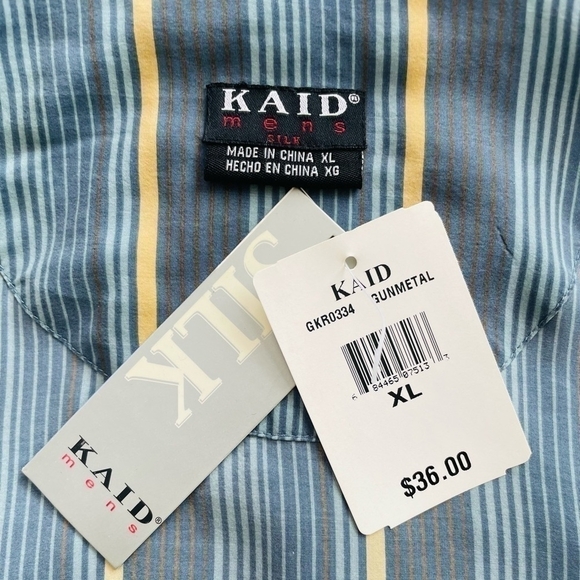 KAID®
mens
SILK
MADE IN CHINA XL
HECHO EN CHINA XG
SILK
KAID®
mens
KAID
GKR0334 GUNMETAL
XL
$36.00